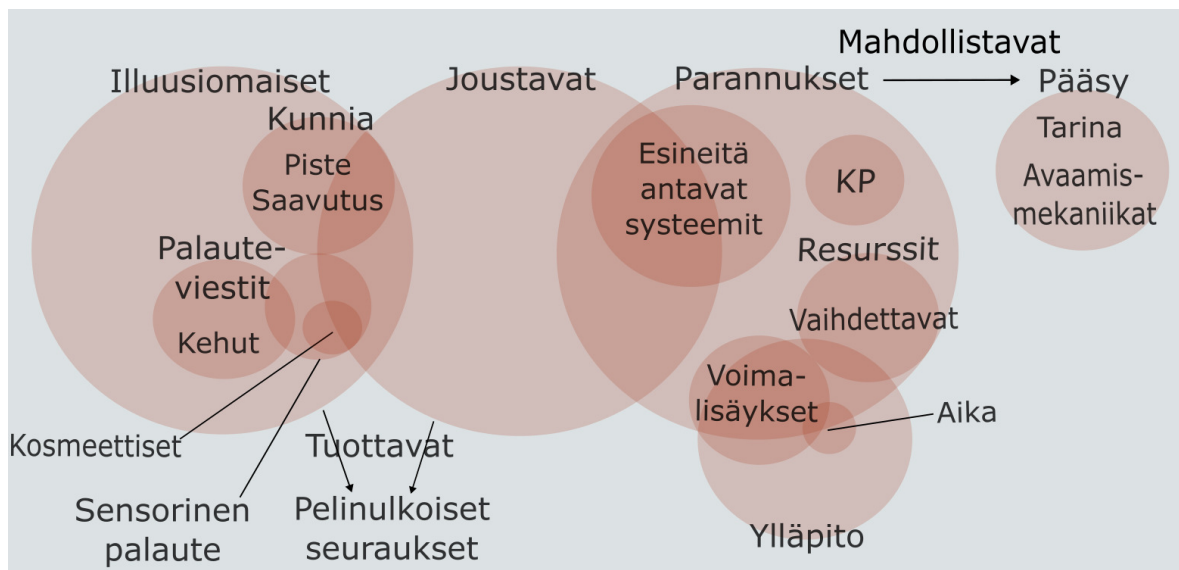 Mahdollistavat
Illuusiomaiset
Joustavat
Parannukset
Pääsy
Kunnia
Piste
Saavutus
Esineitä
antavat
systeemit
KP
Tarina
Avaamis-
mekaniikat
Palaute-
viestit
Kehut
Resurssit
Vaihdettavat
Voima-
lisäykset
Aika
Kosmeettiset
Tuottavat
Sensorinen
palaute
Pelinulkoiset
seuraukset
Ylläpito